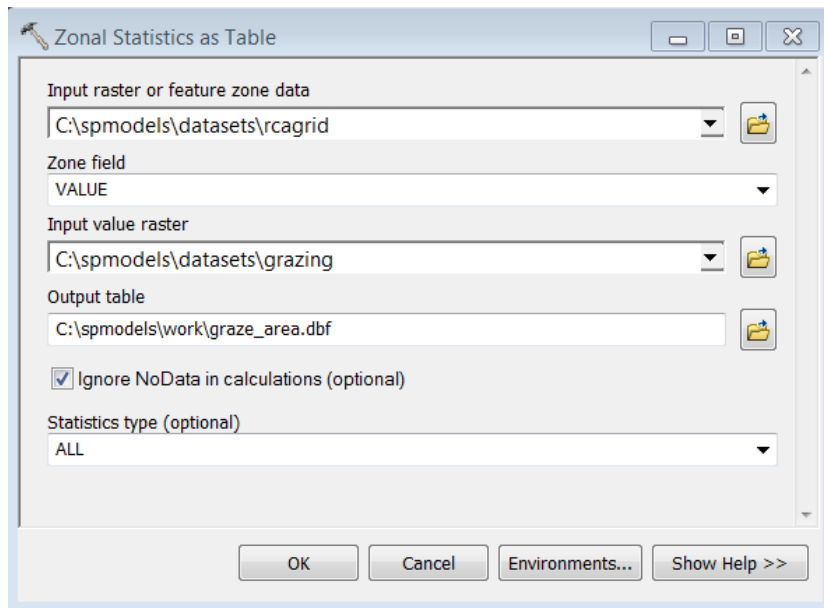 Zonal Statistics as Table
Input raster or feature zone data
C:\spmodels\datasets\rcagrid
Zone field
VALUE
Input value raster
C:\spmodels\datasets\grazing
Output table
C:\spmodels\work\graze_area.dbf
Ignore NoData in calculations (optional)
Statistics type (optional)
ALL
OK Cancel Environments... Show Help >>